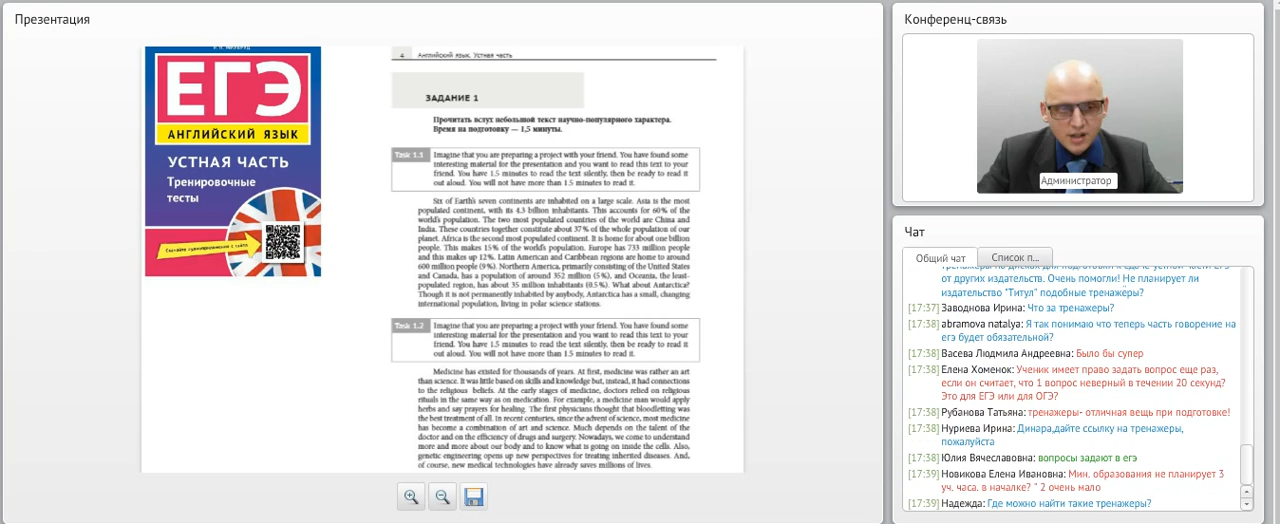 Презентация
ЕГЭ
АНГЛИЙСКИЙ ЯЗЫК
УСТНАЯ ЧАСТЬ
Тренировочные
тесты
4 Английский язык. Устная часть
ЗАДАНИЕ 1
Прочитать вслух небольшой текст научно-популярного характера.
Время на подготовку — 1,5 минуты.
Task 1.1
Imagine that you are preparing a project with your friend. You have found some
interesting material for the presentation and you want to read this text to your
friend. You have 1.5 minutes to read the text silently, then be ready to read it
out aloud. You will not have more than 1.5 minutes to read it.
Six of Earth's seven continents are inhabited on a large scale. Asia is the most
populated continent, with its 4.3 billion inhabitants. This accounts for 60% of the
world's population. The two most populated countries of the world are China and
India. These countries together constitute about 37% of the whole population of our
planet. Africa is the second most populated continent. It is home for about one billion
people. This makes 15% of the world's population. Europe has 733 million people
and this makes up 12%. Latin American and Caribbean regions are home to around
600 million people (9%). Northern America, primarily consisting of the United States
and Canada, has a population of around 352 million (5%), and Oceania, the least-
populated region, has about 35 million inhabitants (0.5%). What about Antarctica?
Though it is not permanently inhabited by anybody, Antarctica has a small, changing
international population, living in polar science stations.
Task 1.2
Imagine that you are preparing a project with your friend. You have found some
interesting material for the presentation and you want to read this text to your
friend. You have 1.5 minutes to read the text silently, then be ready to read it
out aloud. You will not have more than 1.5 minutes to read it.
Medicine has existed for thousands of years. At first, medicine was rather an art
than science. It was little based on skills and knowledge but, instead, it had connections
to the religious beliefs. At the early stages of medicine, doctors relied on religious
rituals in the same way as on medication. For example, a medicine man would apply
herbs and say prayers for healing. The first physicians thought that bloodletting was
the best treatment of all. In recent centuries, since the advent of science, most medicine
has become a combination of art and science. Much depends on the talent of the
doctor and on the efficiency of drugs and surgery. Nowadays, we come to understand
more and more about our body and to know what is going on inside the cells. Also,
genetic engineering opens up new perspectives for treating inherited diseases. And,
of course, new medical technologies have already saves millions of lives.
Конференц-связь
Администратор
Чат
Общий чат
Список п...
от других издательств. Очень помогли! Не планирует ли
издательство "Титул" подобные тренажёры?
[17:37] Заводнова Ирина: Что за тренажеры?
[17:38] abramova natalya: Я так понимаю что теперь часть говорение на
егэ будет обязательной?
[17:38] Васева Людмила Андреевна: Было бы супер
[17:38] Елена Хоменок: Ученик имеет право задать вопрос еще раз,
если он считает, что 1 вопрос неверный в течении 20 секунд?
Это для ЕГЭ или для ОГЭ?
[17:38] Рубанова Татьяна: тренажеры- отличная вещь при подготовке!
[17:38] Нуриева Ирина: Динара,дайте ссылку на тренажеры,
пожалуйста
[17:38] Юлия Вячеславовна: вопросы задают в егэ
[17:39] Новикова Елена Ивановна: Мин. образования не планирует 3
уч. часа. в началке? " 2 очень мало
[17:39] Надежда: Где можно найти такие тренажеры?